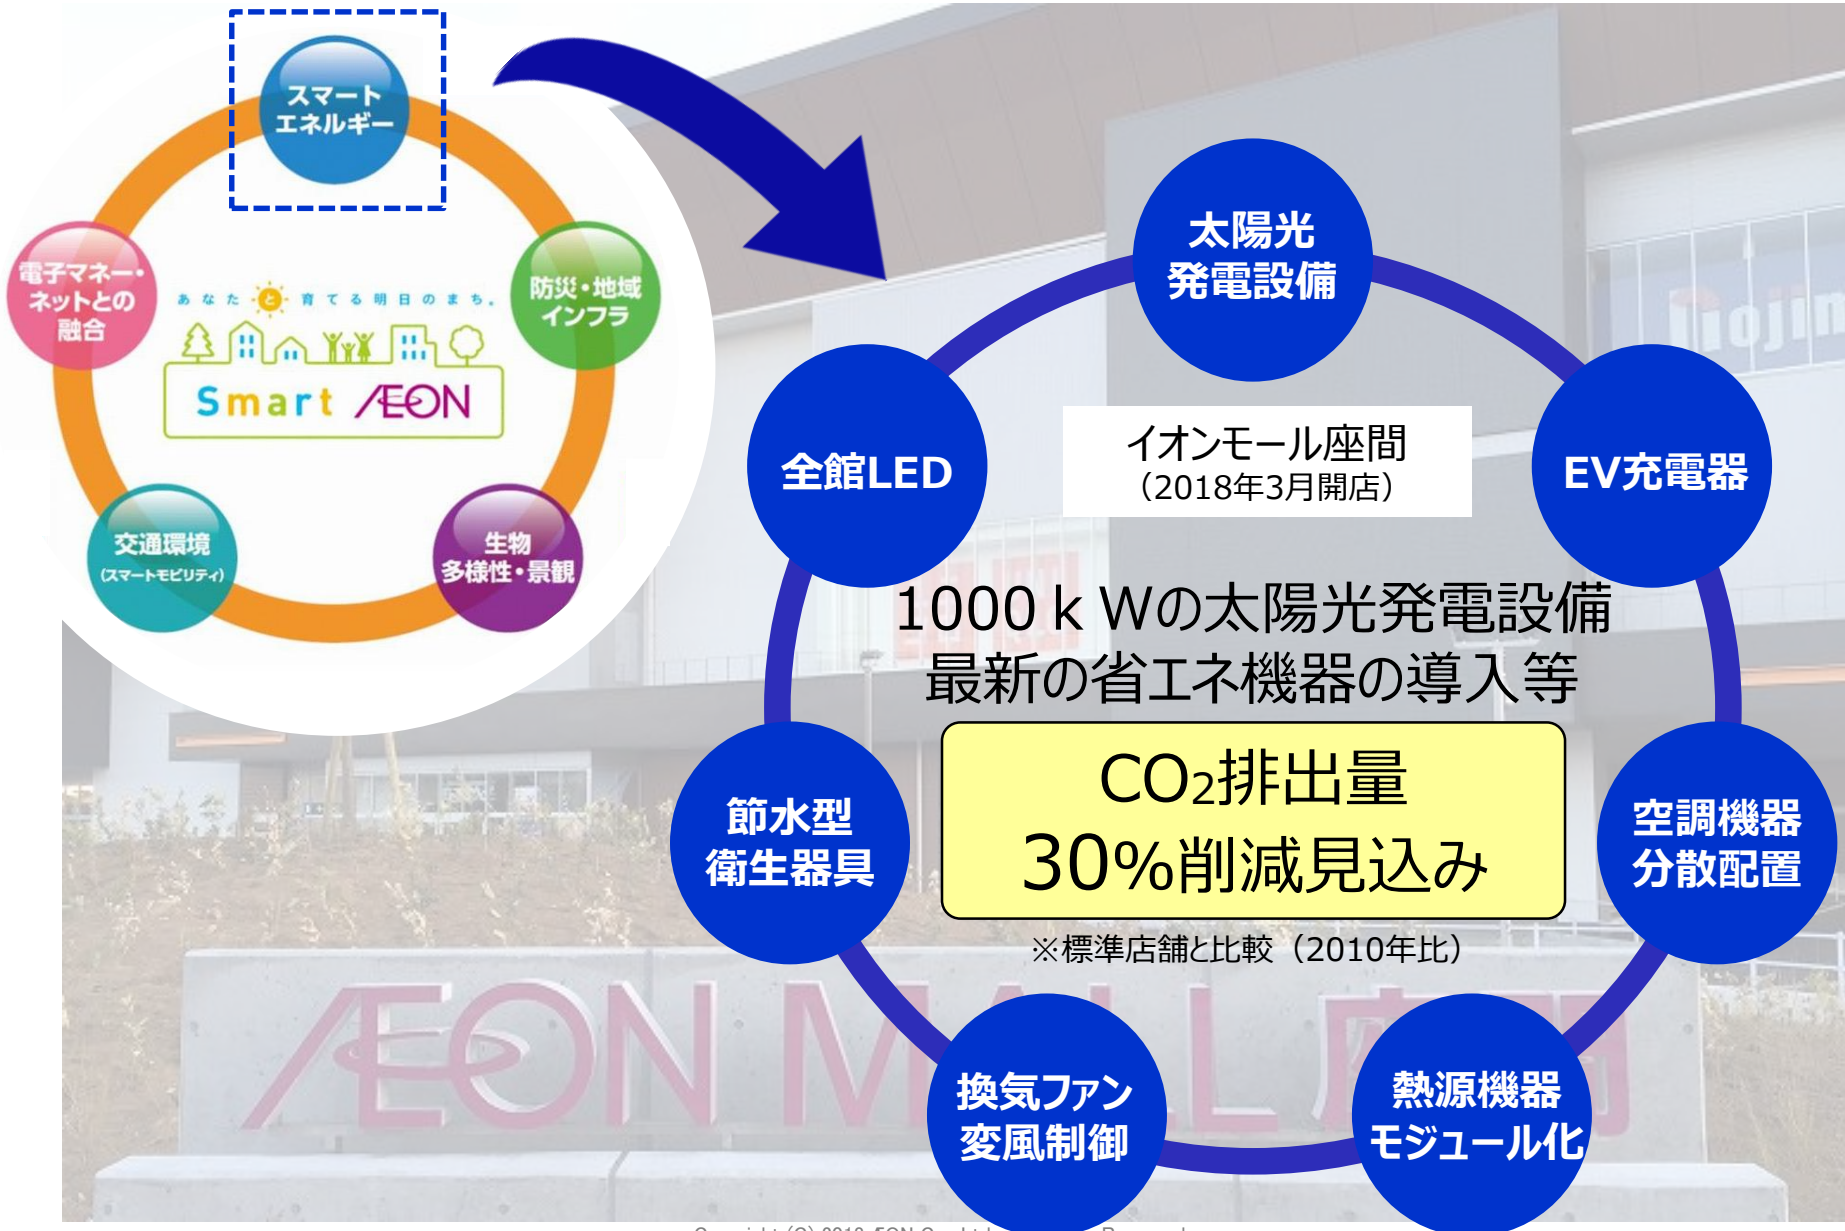 スマート
エネルギー
電子マネー・
ネットとの
融合
防災・地域
インフラ
あなたと育てる明日のまち。
Smart ÆON
交通環境
(スマートモビリティ)
生物
多様性・景観
太陽光
発電設備
全館LED
EV充電器
イオンモール座間
（2018年3月開店）
1000ｋWの太陽光発電設備
最新の省エネ機器の導入等
CO₂排出量
30%削減見込み
※標準店舗と比較（2010年比）
節水型
衛生器具
空調機器
分散配置
換気ファン
変風制御
熱源機器
モジュール化
nojim
ÆON MALL 座間